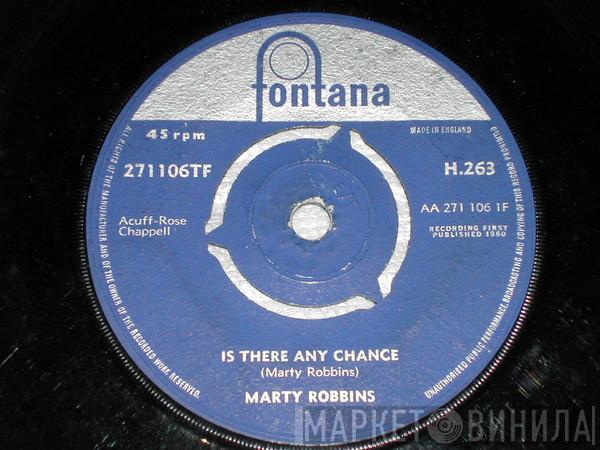 fontana
45 rpm
MADE IN ENGLAND
271106TF
H.263
AA 271 106 1F
Acuff-Rose
Chappell
RECORDING FIRST
PUBLISHED 1960
IS THERE ANY CHANCE
(Marty Robbins)
MARTY ROBBINS
ALL RIGHTS OF THE MANUFACTURER AND OF THE OWNER OF THE RECORDED WORK RESERVED.
UNAUTHORISED PUBLIC PERFORMANCE, BROADCASTING AND COPYING OF THIS RECORD PROHIBITED
МАРКЕТ ВИНИЛА